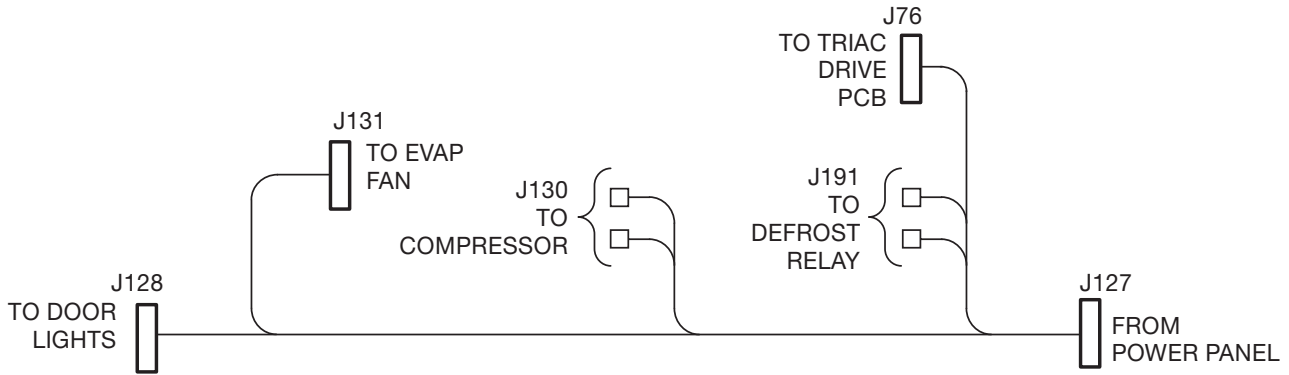 J76
TO TRIAC
DRIVE
PCB
J131
TO EVAP
FAN
J130
TO
COMPRESSOR
J191
TO
DEFROST
RELAY
J128
TO DOOR
LIGHTS
J127
FROM
POWER PANEL